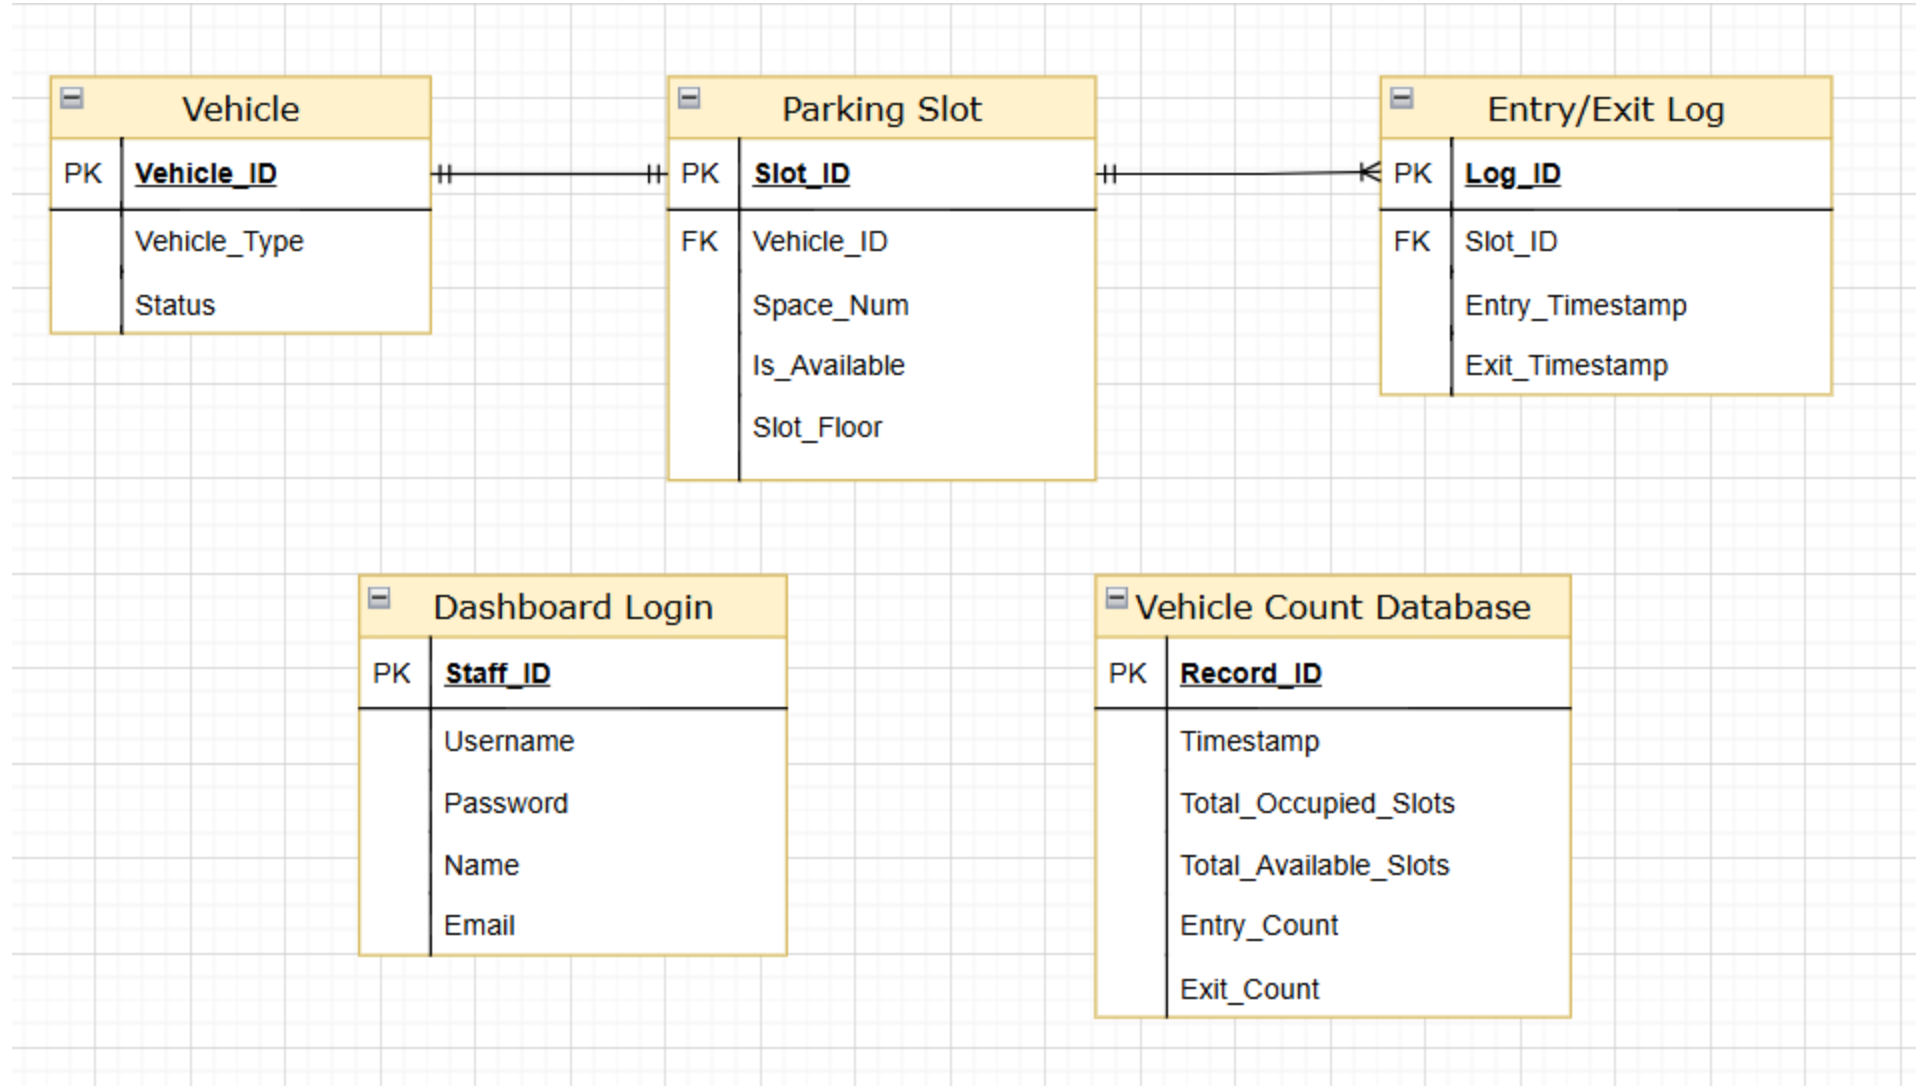 Vehicle
PK Vehicle_ID
Vehicle_Type
Status
Parking Slot
PK Slot_ID
FK Vehicle_ID
Space_Num
Is_Available
Slot_Floor
Entry/Exit Log
PK Log_ID
FK Slot_ID
Entry_Timestamp
Exit_Timestamp
Dashboard Login
PK Staff_ID
Username
Password
Name
Email
Vehicle Count Database
PK Record_ID
Timestamp
Total_Occupied_Slots
Total_Available_Slots
Entry_Count
Exit_Count